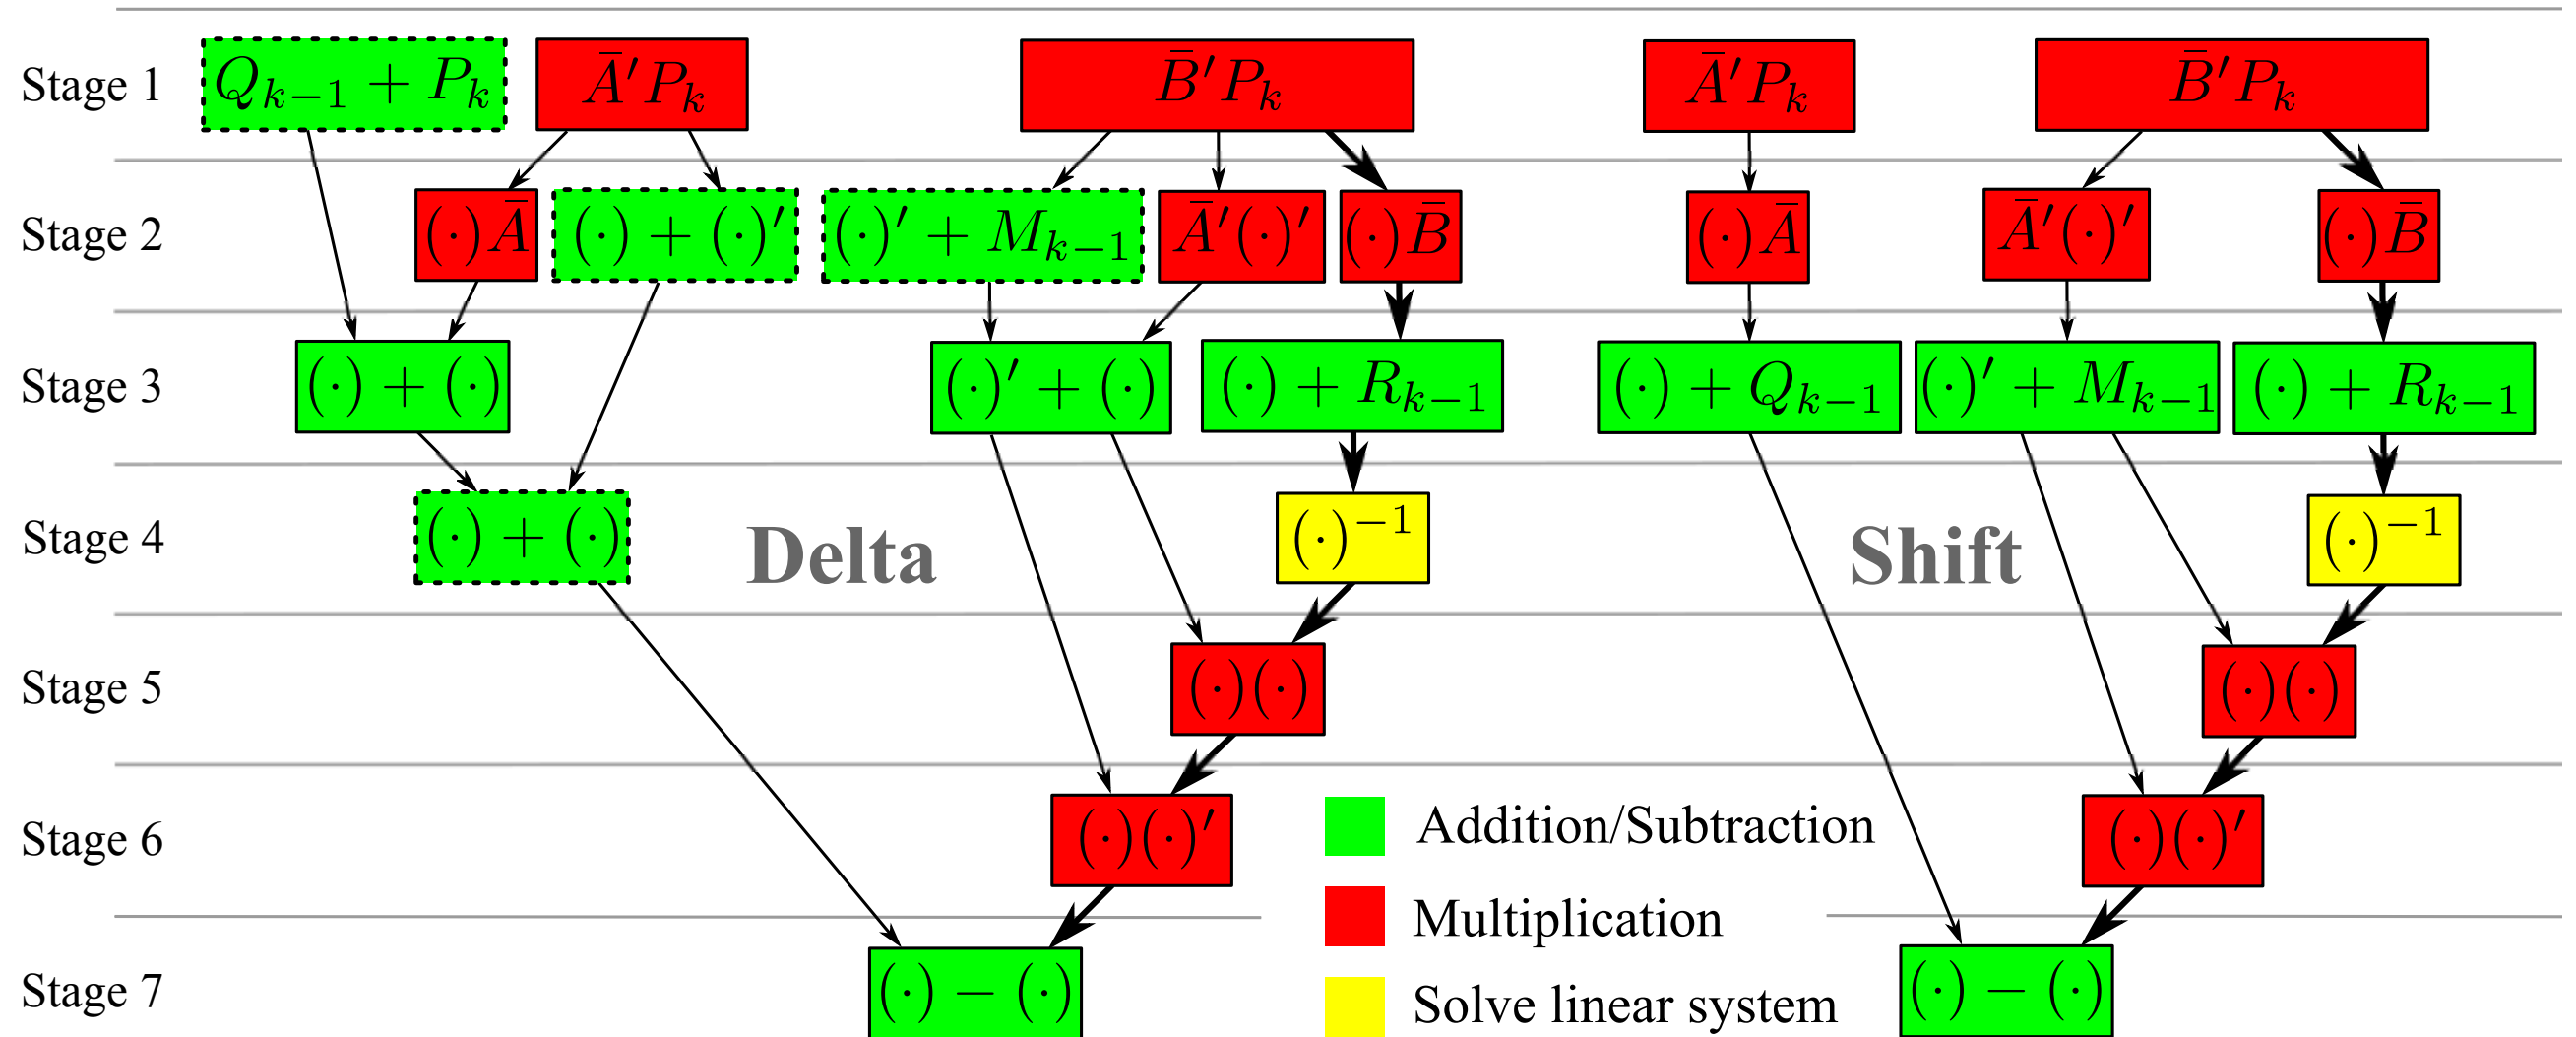 Stage 1 Q_{k−1} + P_k Ā′P_k B̄′P_k Ā′P_k B̄′P_k
Stage 2 (·)Ā (·) + (·)′ (·)′ + M_{k−1} Ā′(·)′ (·)B̄ (·)Ā Ā′(·)′ (·)B̄
Stage 3 (·) + (·) (·)′ + (·) (·) + R_{k−1} (·) + Q_{k−1} (·)′ + M_{k−1} (·) + R_{k−1}
Stage 4 (·) + (·) Delta (·)^{−1} Shift (·)^{−1}
Stage 5 (·)(·) (·)(·)
Stage 6 (·)(·)′ (·)(·)′
Addition/Subtraction
Multiplication
Stage 7 (·) − (·) (·) − (·)
Solve linear system